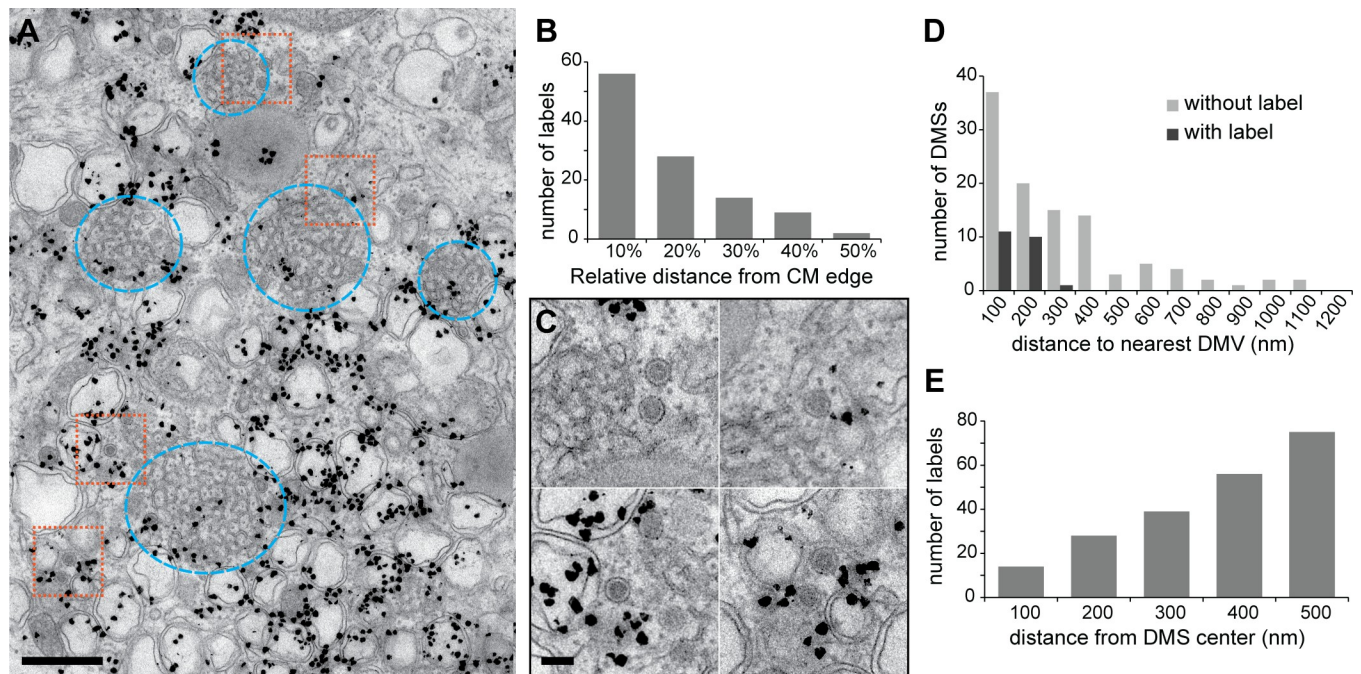 A
B
60
40
20
0
number of labels
10% 20% 30% 40% 50%
Relative distance from CM edge
C
D
40
30
20
10
0
number of DMSs
without label
with label
100 200 300 400 500 600 700 800 900 1000 1100 1200
distance to nearest DMV (nm)
E
80
60
40
20
0
number of labels
100 200 300 400 500
distance from DMS center (nm)